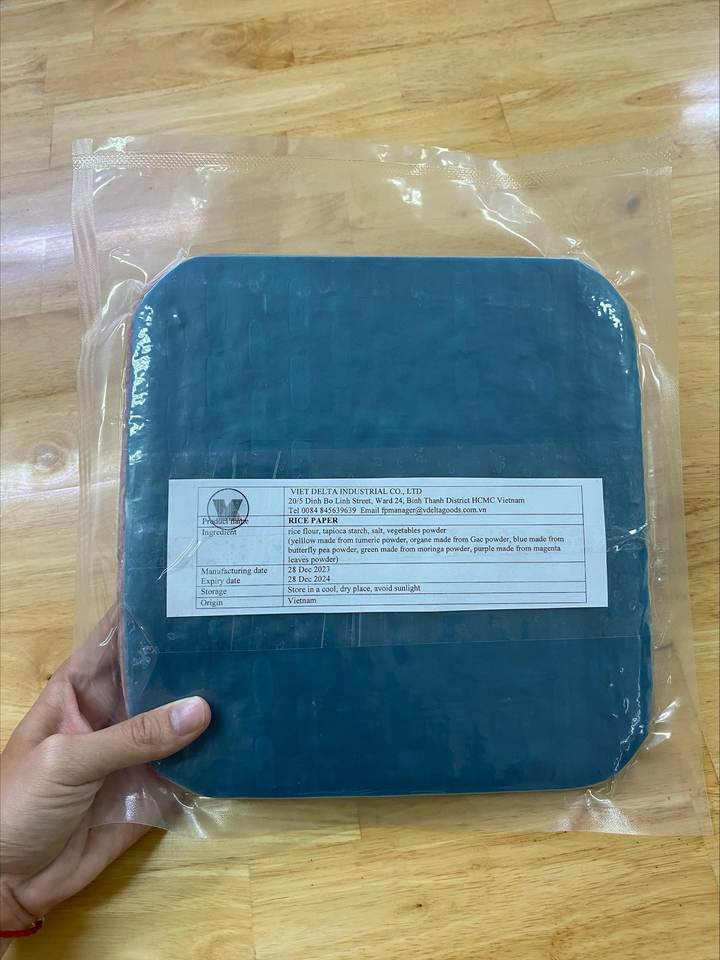 VIET DELTA INDUSTRIAL CO., LTD
20/5 Dinh Bo Linh Street, Ward 24, Binh Thanh District HCMC Vietnam
Tel 0084 845639639 Email fpmanager@vdeltagoods.com.vn
Product name RICE PAPER
Ingredient rice flour, tapioca starch, salt, vegetables powder
(yelllow made from tumeric powder, organe made from Gac powder, blue made from
butterfly pea powder, green made from moringa powder, purple made from magenta
leaves powder)
Manufacturing date 28 Dec 2023
Expiry date 28 Dec 2024
Storage Store in a cool, dry place, avoid sunlight
Origin Vietnam